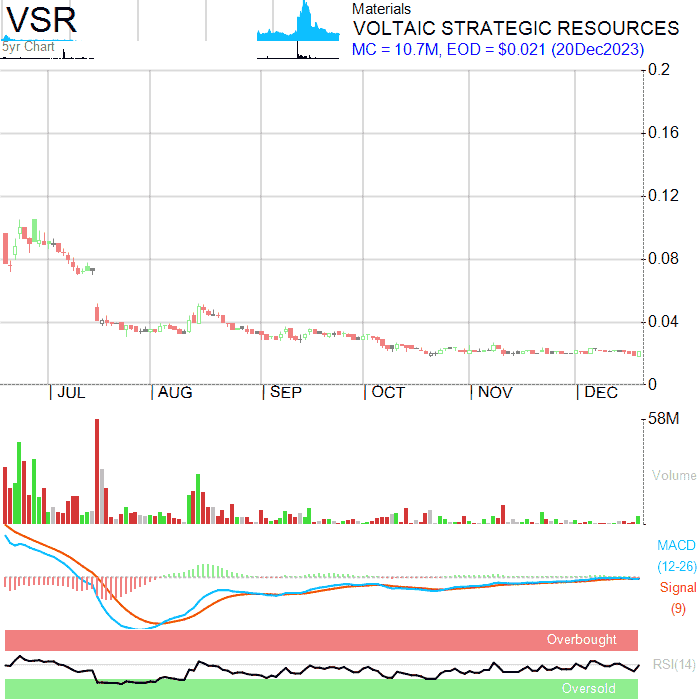 VSR
5yr Chart
Materials
VOLTAIC STRATEGIC RESOURCES
MC = 10.7M, EOD = $0.021 (20Dec2023)
0.2
0.16
0.12
0.08
0.04
0
JUL AUG SEP OCT NOV DEC
58M
Volume
MACD
(12-26)
Signal
(9)
Overbought
RSI(14)
Oversold